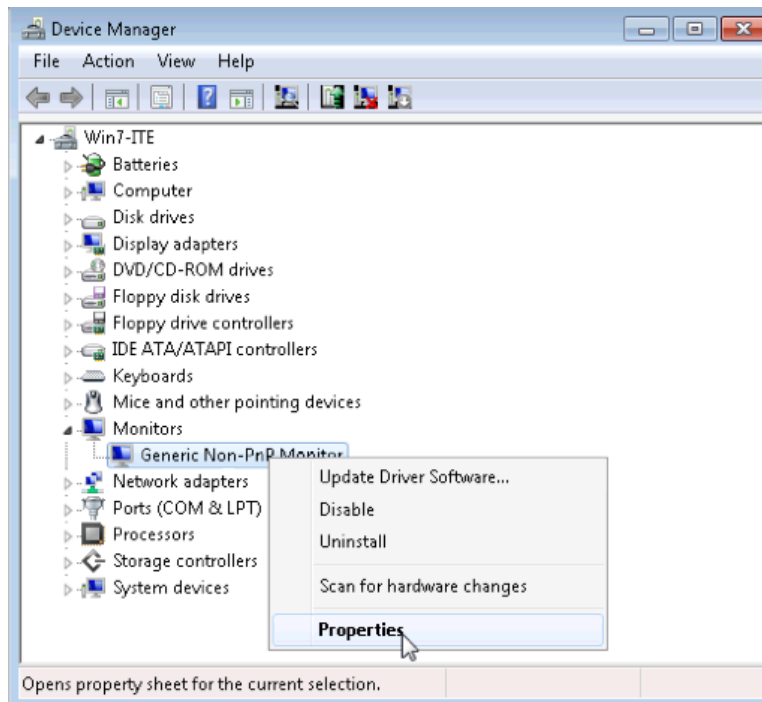 Device Manager
File Action View Help
Win7-ITE
Batteries
Computer
Disk drives
Display adapters
DVD/CD-ROM drives
Floppy disk drives
Floppy drive controllers
IDE ATA/ATAPI controllers
Keyboards
Mice and other pointing devices
Monitors
Generic Non-PnP Monitor
Network adapters
Ports (COM & LPT)
Processors
Storage controllers
System devices
Update Driver Software...
Disable
Uninstall
Scan for hardware changes
Properties
Opens property sheet for the current selection.